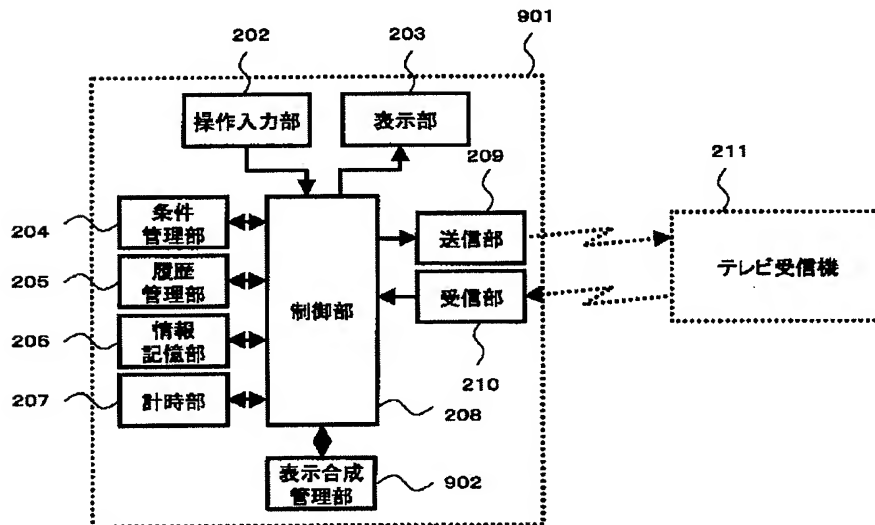 901
202
203
操作入力部
表示部
209
211
204
条件
管理部
送信部
205
履歴
管理部
制御部
受信部
テレビ受信機
206
情報
記憶部
210
207
計時部
208
表示合成
管理部
902